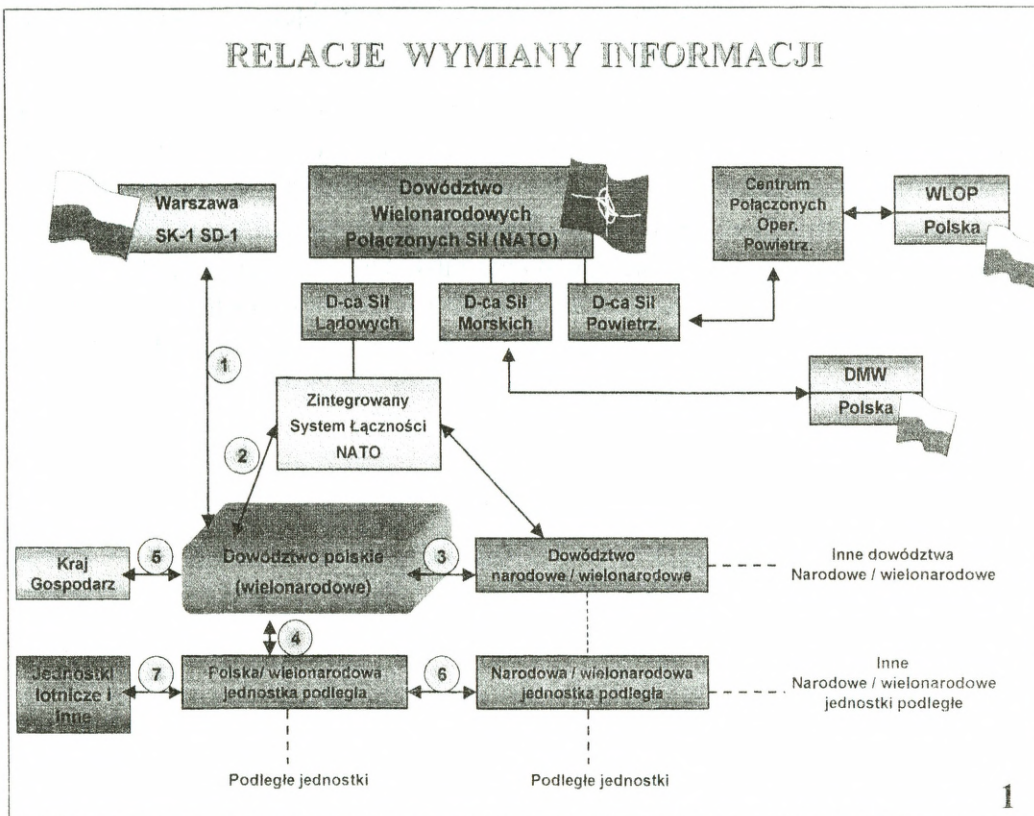 RELACJE WYMIANY INFORMACJI
Warszawa
SK-1 SD-1
Dowództwo
Wielonarodowych
Połączonych Sił (NATO)
Centrum
Połączonych
Oper.
Powietrz.
WLOP
Polska
D-ca Sił
Lądowych
D-ca Sił
Morskich
D-ca Sił
Powietrz.
DMW
Polska
1
Zintegrowany
System Łączności
NATO
2
Kraj
Gospodarz
5
Dowództwo polskie
(wielonarodowe)
3
Dowództwo
narodowe / wielonarodowe
Inne dowództwa
Narodowe / wielonarodowe
4
Jednostki
lotnicze i
inne
7
Polska/ wielonarodowa
jednostka podległa
6
Narodowa / wielonarodowa
jednostka podległa
Inne
Narodowe / wielonarodowe
jednostki podległe
Podległe jednostki
Podległe jednostki
1